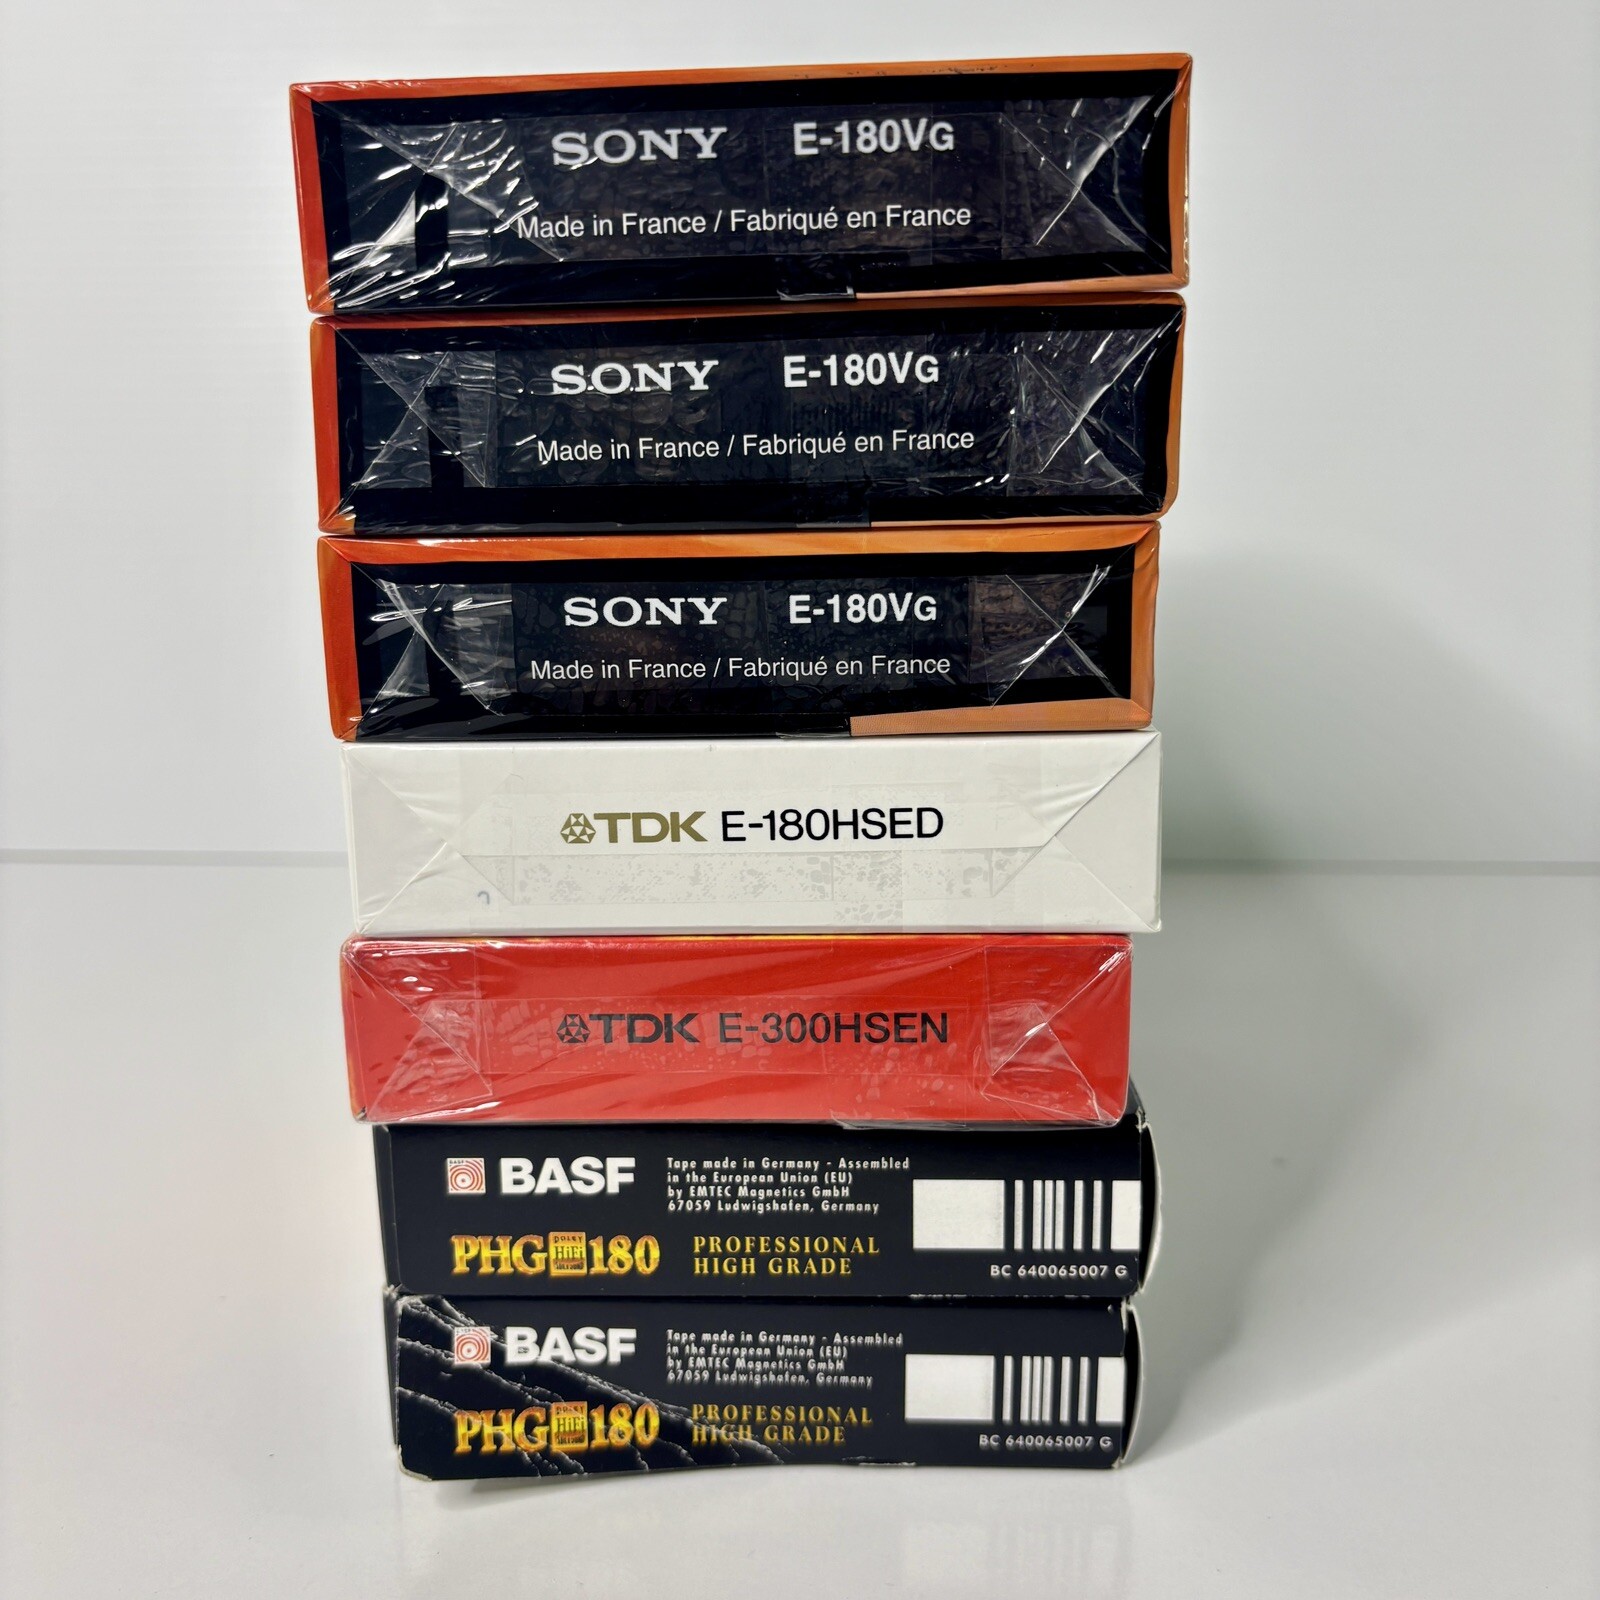 SONY E-180VG
Made in France / Fabriqué en France
SONY E-180VG
Made in France / Fabriqué en France
SONY E-180VG
Made in France / Fabriqué en France
TDK E-180HSED
TDK E-300HSEN
BASF
Tape made in Germany - Assembled
in the European Union (EU)
by EMTEC Magnetics GmbH
67059 Ludwigshafen, Germany
PHG HiFi 180
PROFESSIONAL
HIGH GRADE
BC 640065007 G
BASF
Tape made in Germany - Assembled
in the European Union (EU)
by EMTEC Magnetics GmbH
67059 Ludwigshafen, Germany
PHG HiFi 180
PROFESSIONAL
HIGH GRADE
BC 640065007 G